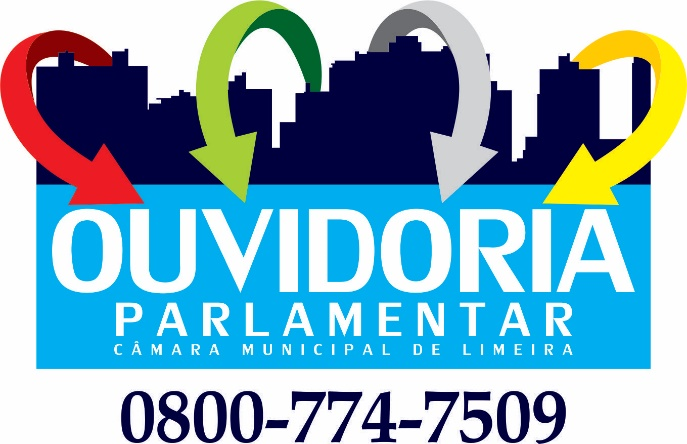 OUVIDORIA
PARLAMENTAR
CÂMARA MUNICIPAL DE LIMEIRA
0800-774-7509